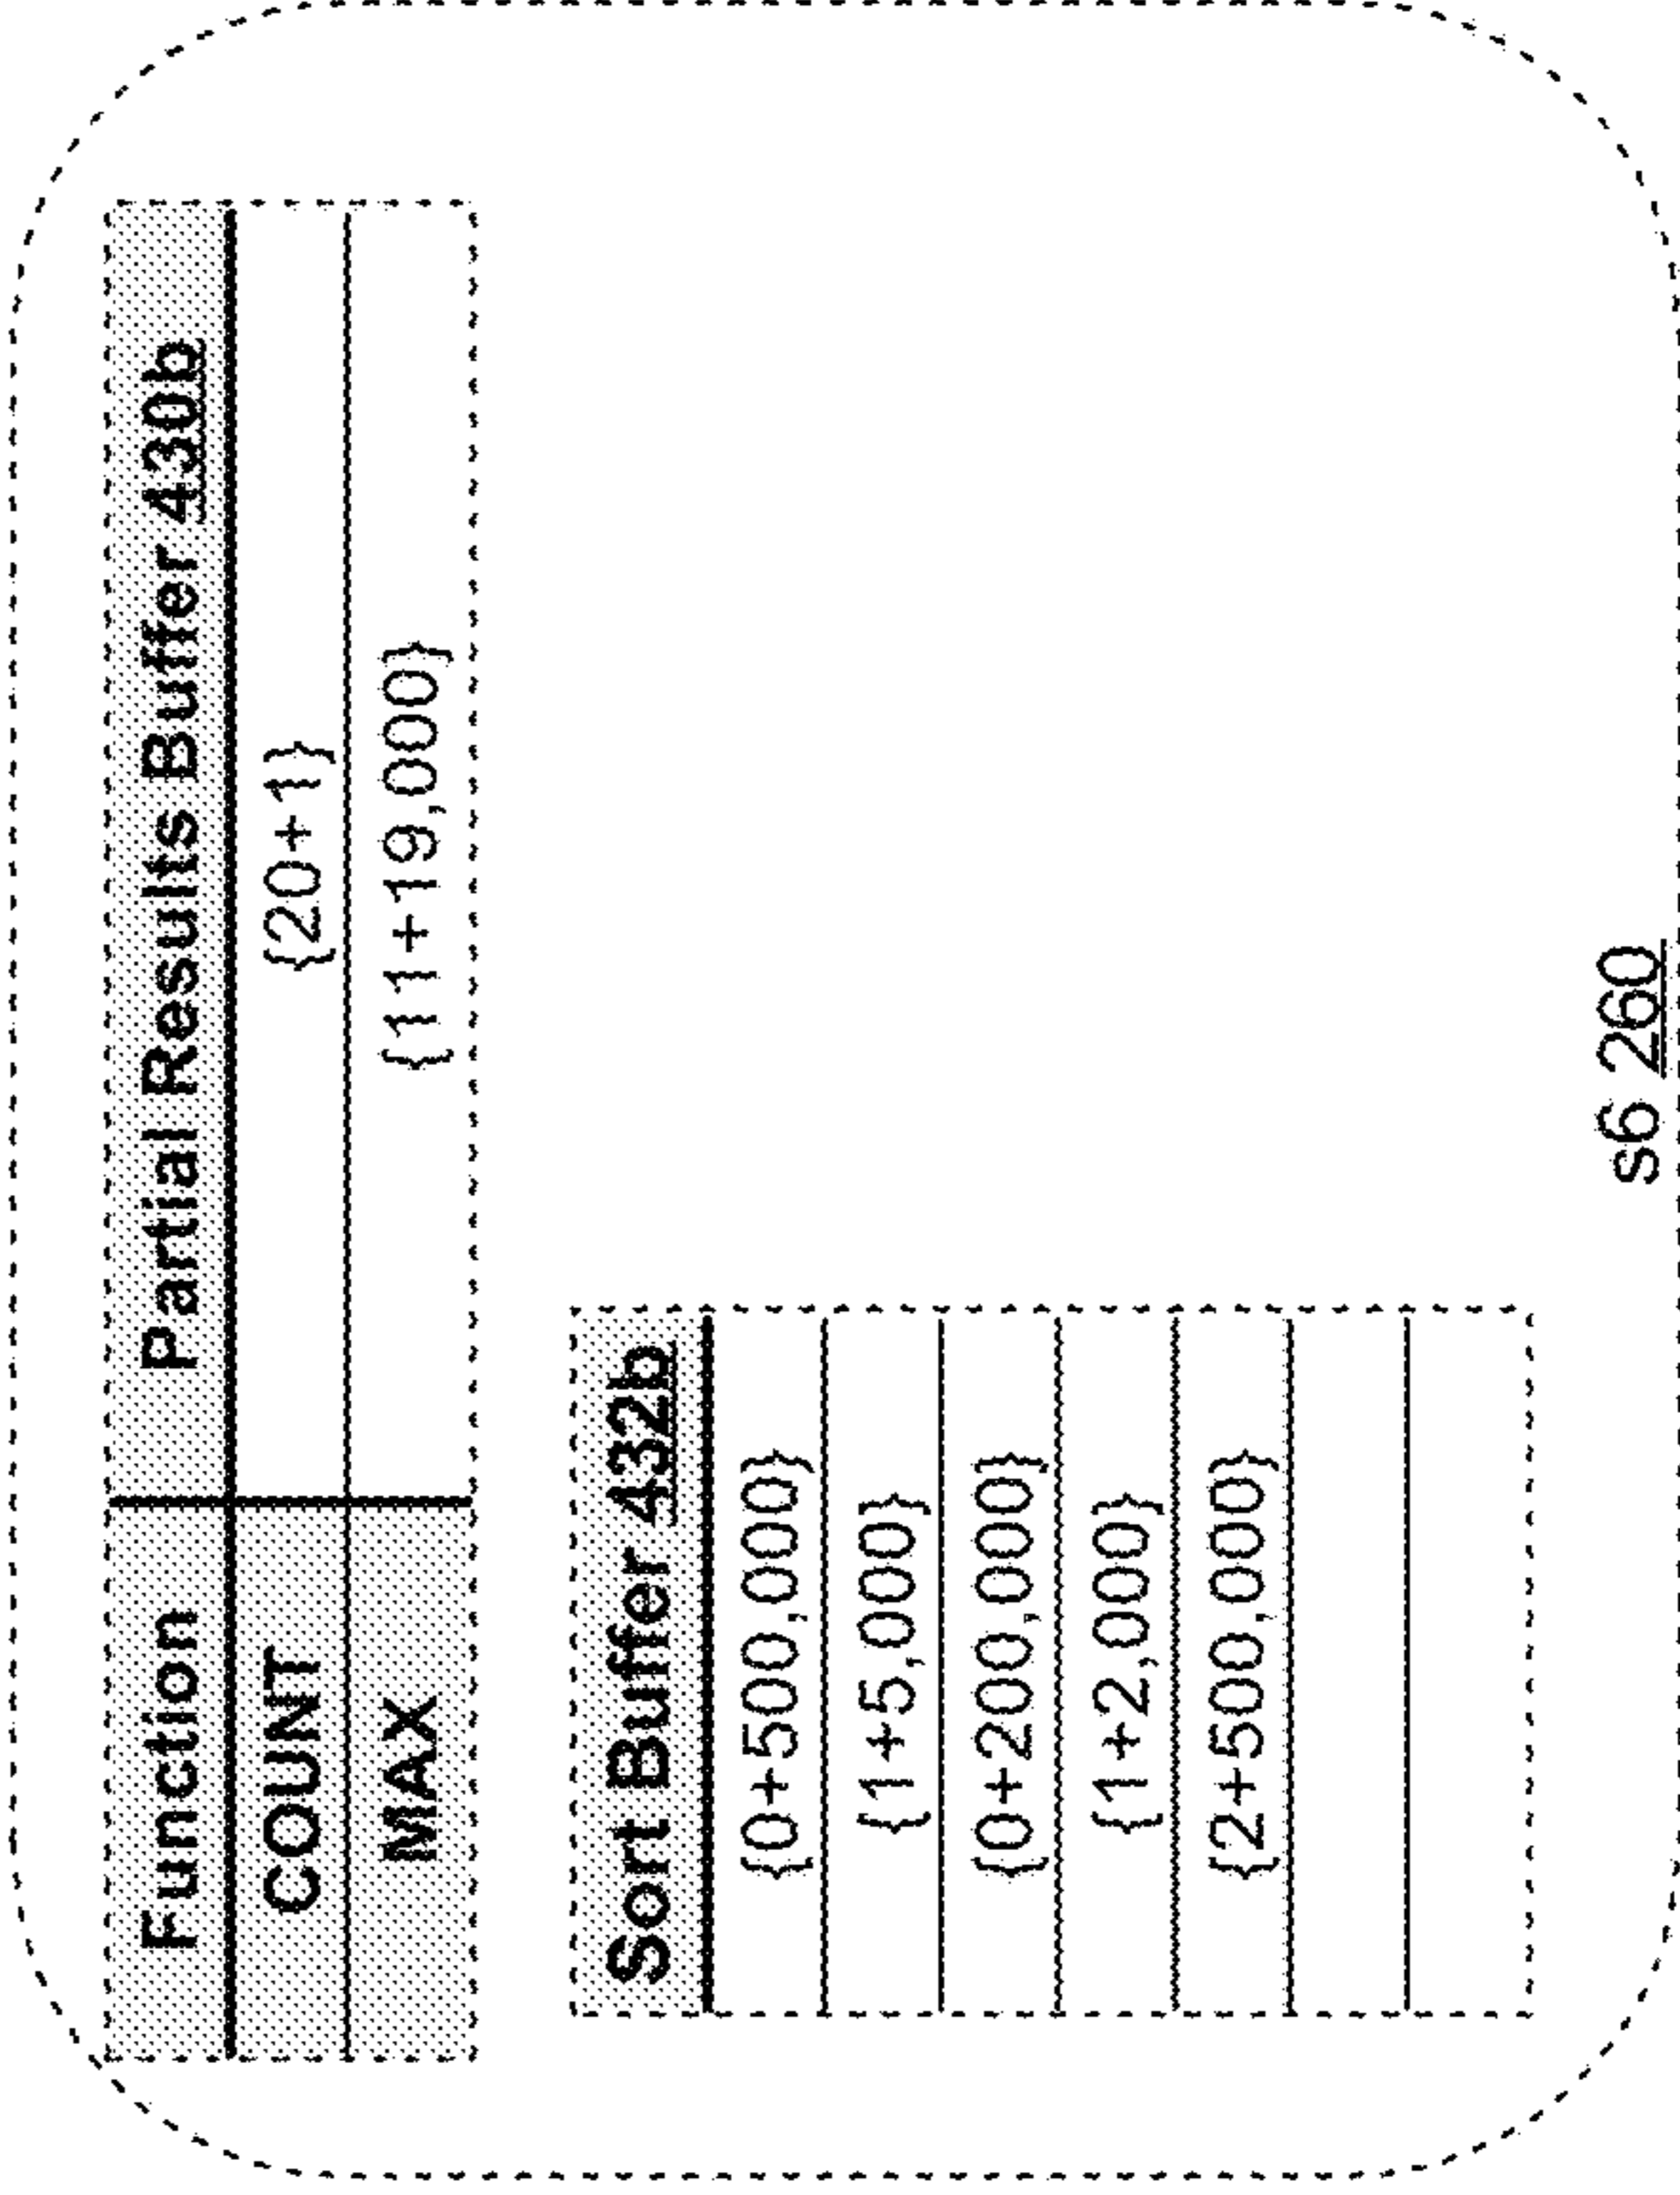 Function Partial Results Buffer 430b
COUNT {20+1}
MAX {11+19,000}
Sort Buffer 432b
{0+500,000}
{1+5,000}
{0+200,000}
{1+2,000}
{2+500,000}
s6 260